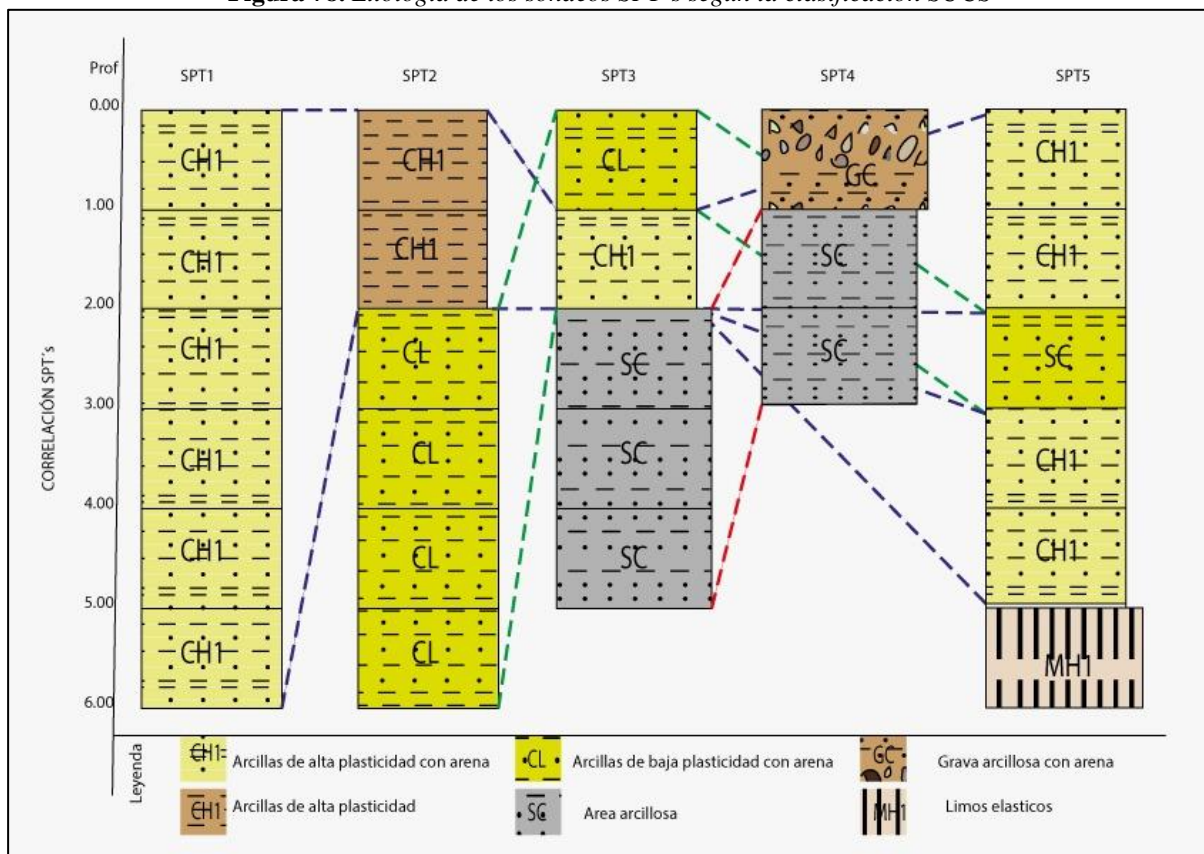 Litología de los sondeos SPT's según la clasificación SUCS
Prof
SPT1
SPT2
SPT3
SPT4
SPT5
0.00
1.00
2.00
3.00
4.00
5.00
6.00
CORRELACIÓN SPT´s
CH1
CH1
CH1
CH1
CH1
CH1
CH1
CH1
CL
CL
CL
CL
CL
CH1
SC
SC
SC
GC
SC
SC
CH1
CH1
SC
CH1
CH1
MH1
Leyenda
CH1 Arcillas de alta plasticidad con arena
CH1 Arcillas de alta plasticidad
CL Arcillas de baja plasticidad con arena
SC Area arcillosa
GC Grava arcillosa con arena
MH1 Limos elasticos